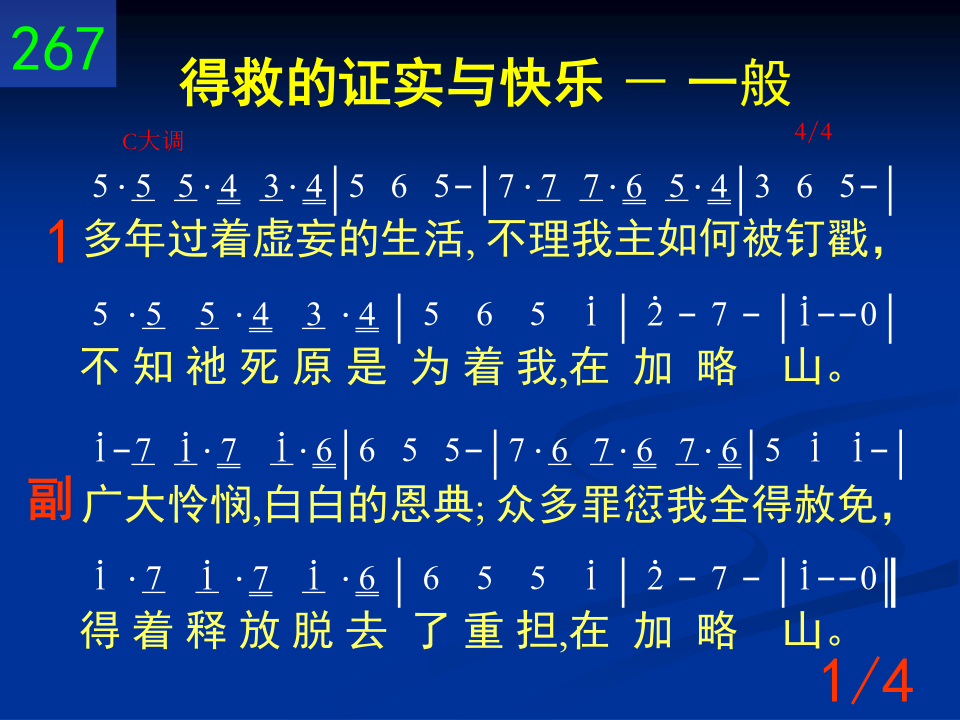 267
得救的证实与快乐 － 一般
C大调 4/4
5 · 5 5 · 4 3 · 4 | 5 6 5- | 7 · 7 7 · 6 5 · 4 | 3 6 5- |
1 多年过着虚妄的生活, 不理我主如何被钉戳，
5 · 5 5 · 4 3 · 4 | 5 6 5 i | 2̇ - 7 - | i--0 |
不 知 祂 死 原 是 为 着 我,在 加 略 山。
i-7 i · 7 i · 6 | 6 5 5- | 7 · 6 7 · 6 7 · 6 | 5 i i- |
副 广大怜悯,白白的恩典; 众多罪愆我全得赦免，
i · 7 i · 7 i · 6 | 6 5 5 i | 2̇ - 7 - | i--0 ‖
得 着 释 放 脱 去 了 重 担,在 加 略 山。
1/4